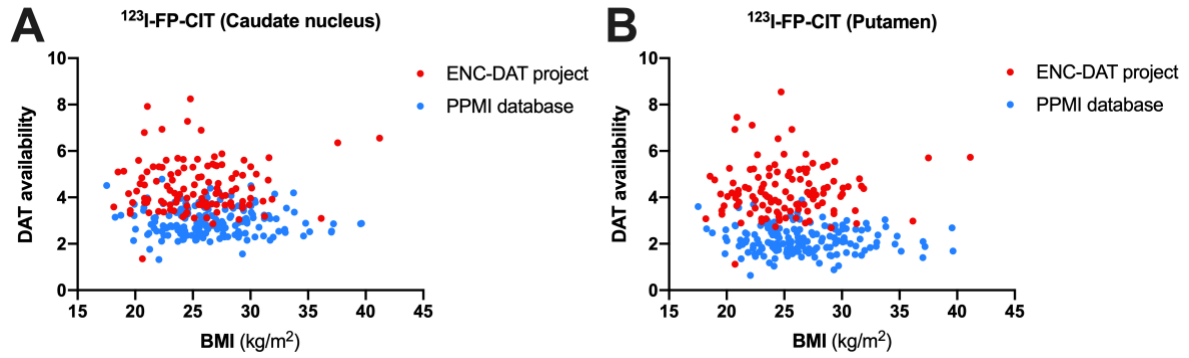 A
¹²³I-FP-CIT (Caudate nucleus)
DAT availability
10
8
6
4
2
0
15 20 25 30 35 40 45
BMI (kg/m²)
ENC-DAT project
PPMI database
B
¹²³I-FP-CIT (Putamen)
DAT availability
10
8
6
4
2
0
15 20 25 30 35 40 45
BMI (kg/m²)
ENC-DAT project
PPMI database